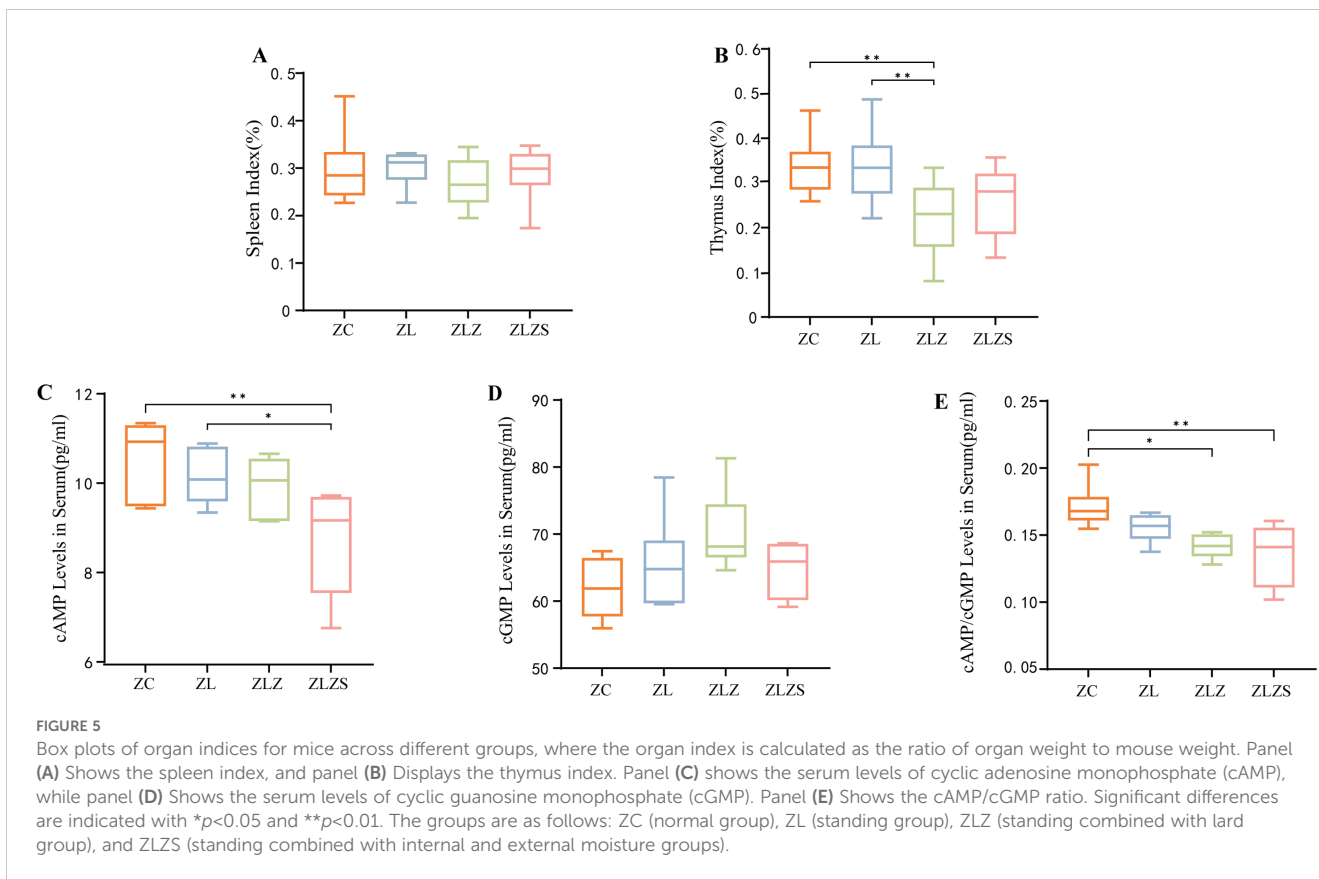 A
Spleen Index(%)
0.5
0.4
0.3
0.2
0.1
0
ZC ZL ZLZ ZLZS
B
Thymus Index(%)
0.6
0.5
0.4
0.3
0.2
0.1
0
**
**
ZC ZL ZLZ ZLZS
C
cAMP Levels in Serum(pg/ml)
12
10
8
6
**
*
ZC ZL ZLZ ZLZS
D
cGMP Levels in Serum(pg/ml)
90
80
70
60
50
ZC ZL ZLZ ZLZS
E
cAMP/cGMP Levels in Serum(pg/ml)
0.25
0.20
0.15
0.10
0.05
**
*
ZC ZL ZLZ ZLZS
FIGURE 5
Box plots of organ indices for mice across different groups, where the organ index is calculated as the ratio of organ weight to mouse weight. Panel
(A) Shows the spleen index, and panel (B) Displays the thymus index. Panel (C) shows the serum levels of cyclic adenosine monophosphate (cAMP),
while panel (D) Shows the serum levels of cyclic guanosine monophosphate (cGMP). Panel (E) Shows the cAMP/cGMP ratio. Significant differences
are indicated with *p<0.05 and **p<0.01. The groups are as follows: ZC (normal group), ZL (standing group), ZLZ (standing combined with lard
group), and ZLZS (standing combined with internal and external moisture groups).